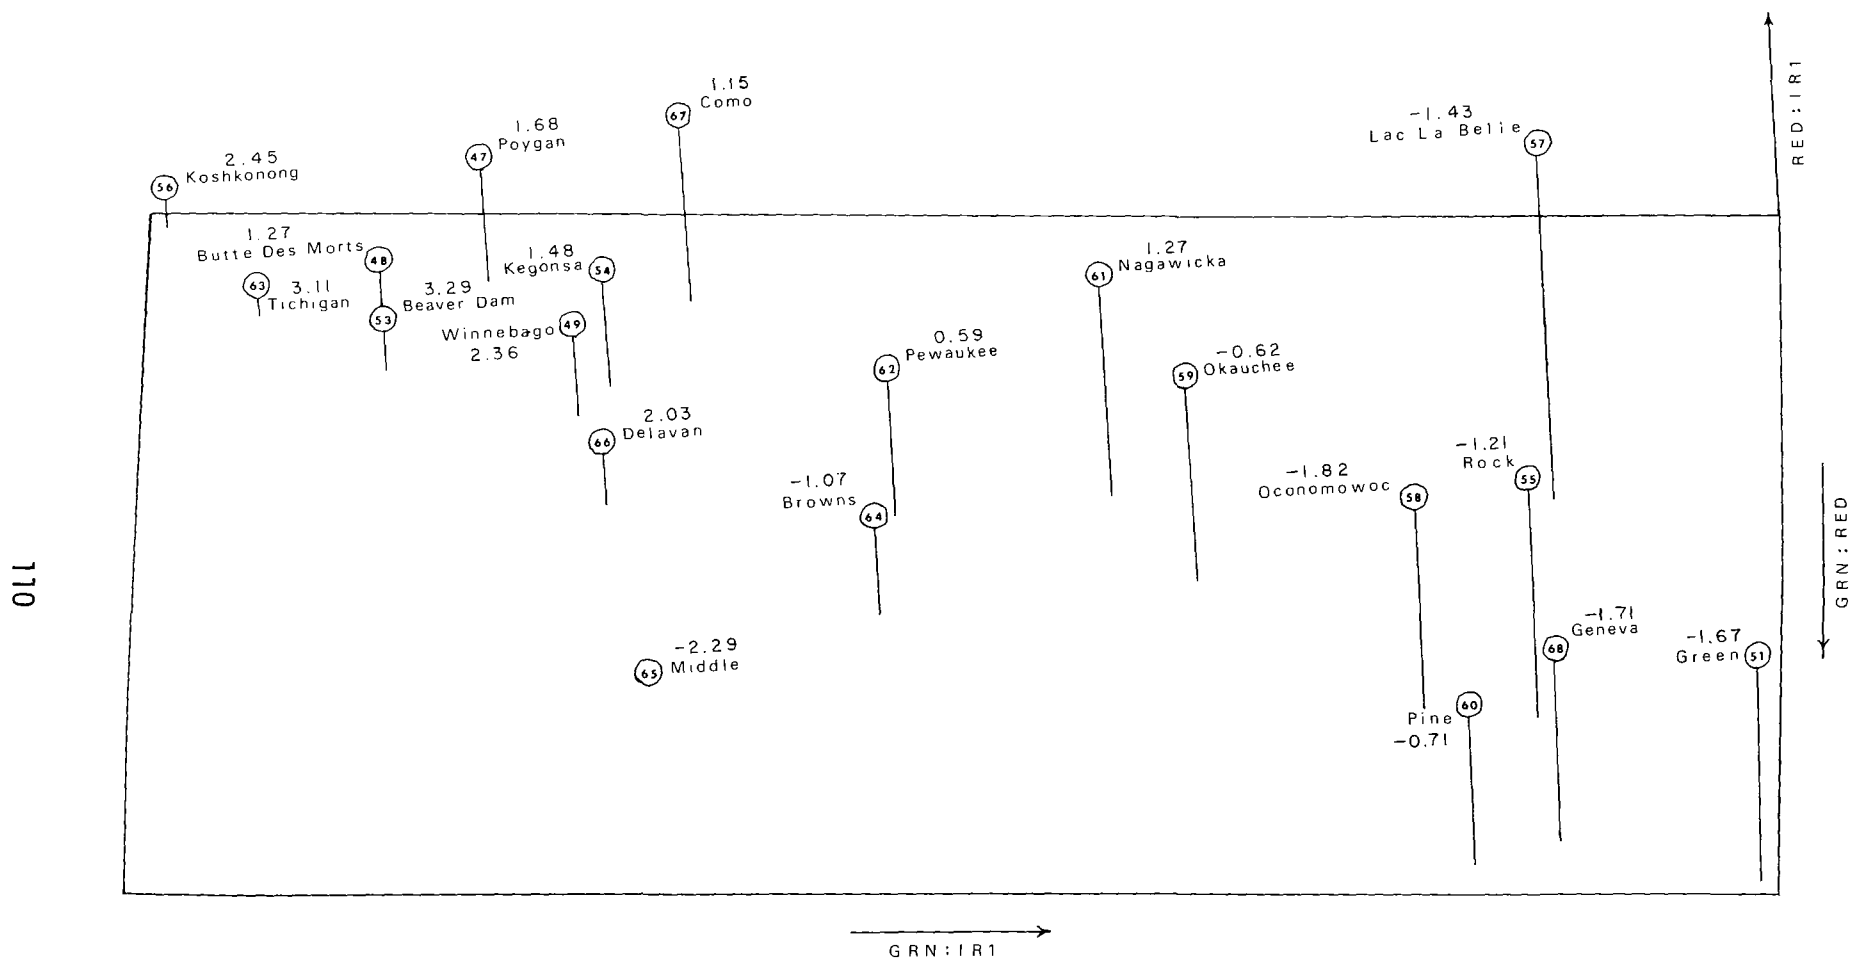 1.15
Como
67
1.68
Poygan
47
-1.43
Lac La Belie
57
RED:IR1
2.45
Koshkonong
56
1.27
Butte Des Morts
48
1.48
Kegonsa
54
1.27
Nagawicka
61
63
3.11
Tichigan
3.29
Beaver Dam
53
Winnebago
2.36
49
0.59
Pewaukee
62
-0.62
Okauchee
59
2.03
Delavan
66
-1.07
Browns
64
-1.82
Oconomowoc
58
-1.21
Rock
55
GRN:RED
110
-2.29
Middle
65
-1.71
Geneva
68
-1.67
Green
51
Pine
-0.71
60
GRN:IR1